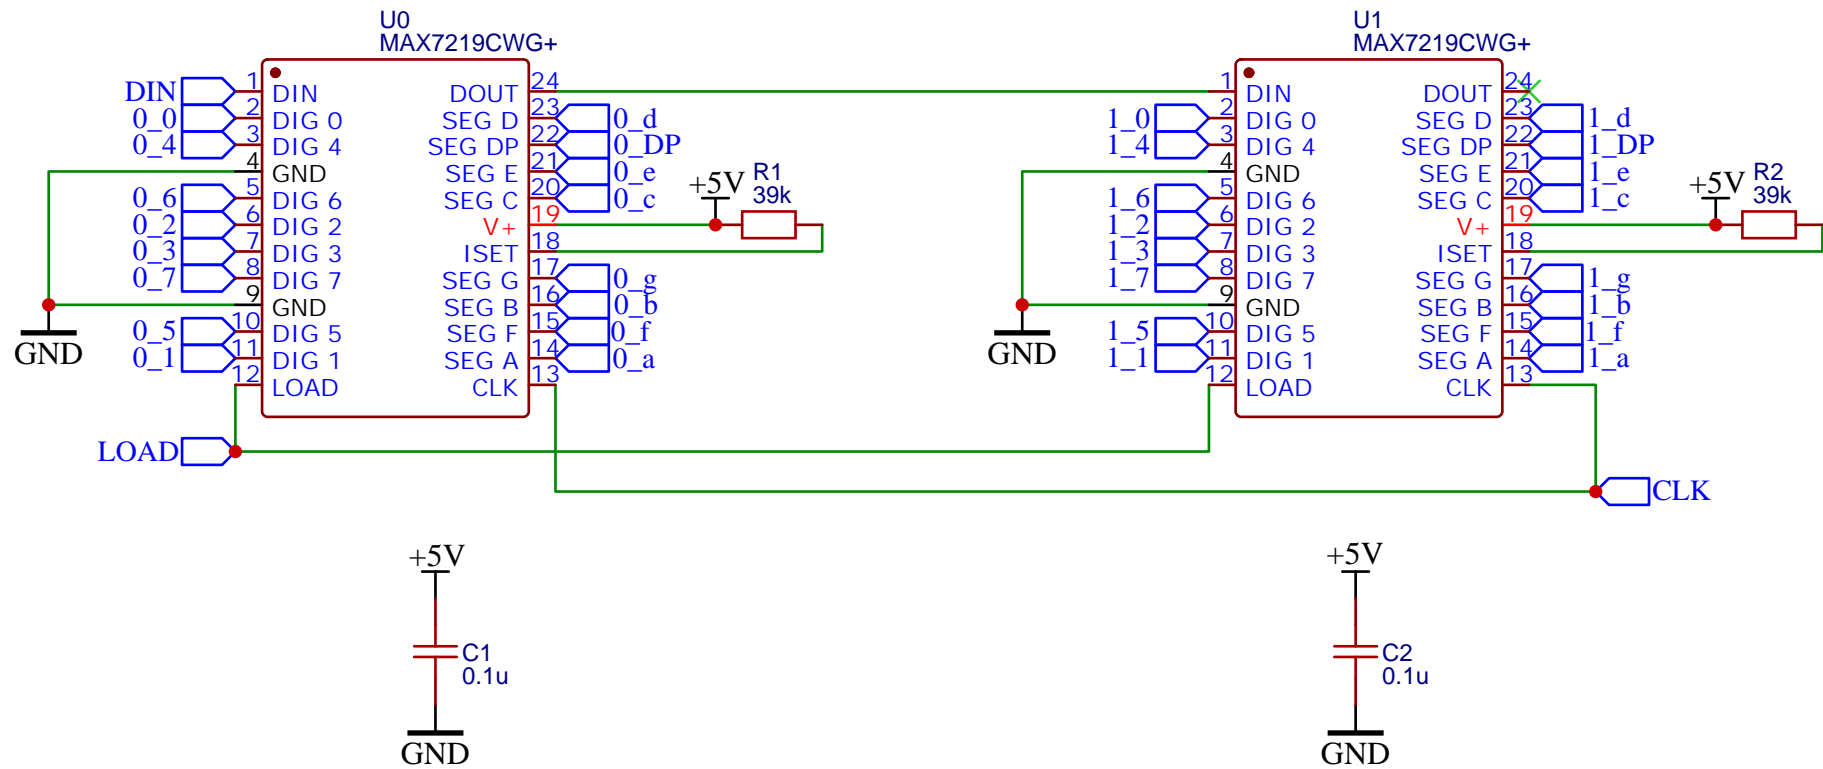 U0
MAX7219CWG+
DIN 1 DIN DOUT 24
0_0 2 DIG 0 SEG D 23 0_d
0_4 3 DIG 4 SEG DP 22 0_DP
4 GND SEG E 21 0_e
0_6 5 DIG 6 SEG C 20 0_c
0_2 6 DIG 2 V+ 19
0_3 7 DIG 3 ISET 18
0_7 8 DIG 7 SEG G 17 0_g
9 GND SEG B 16 0_b
0_5 10 DIG 5 SEG F 15 0_f
0_1 11 DIG 1 SEG A 14 0_a
12 LOAD CLK 13
GND
LOAD
+5V
R1
39k
U1
MAX7219CWG+
1 DIN DOUT 24
1_0 2 DIG 0 SEG D 23 1_d
1_4 3 DIG 4 SEG DP 22 1_DP
4 GND SEG E 21 1_e
1_6 5 DIG 6 SEG C 20 1_c
1_2 6 DIG 2 V+ 19
1_3 7 DIG 3 ISET 18
1_7 8 DIG 7 SEG G 17 1_g
9 GND SEG B 16 1_b
1_5 10 DIG 5 SEG F 15 1_f
1_1 11 DIG 1 SEG A 14 1_a
12 LOAD CLK 13
GND
+5V
R2
39k
CLK
+5V
C1
0.1u
GND
+5V
C2
0.1u
GND